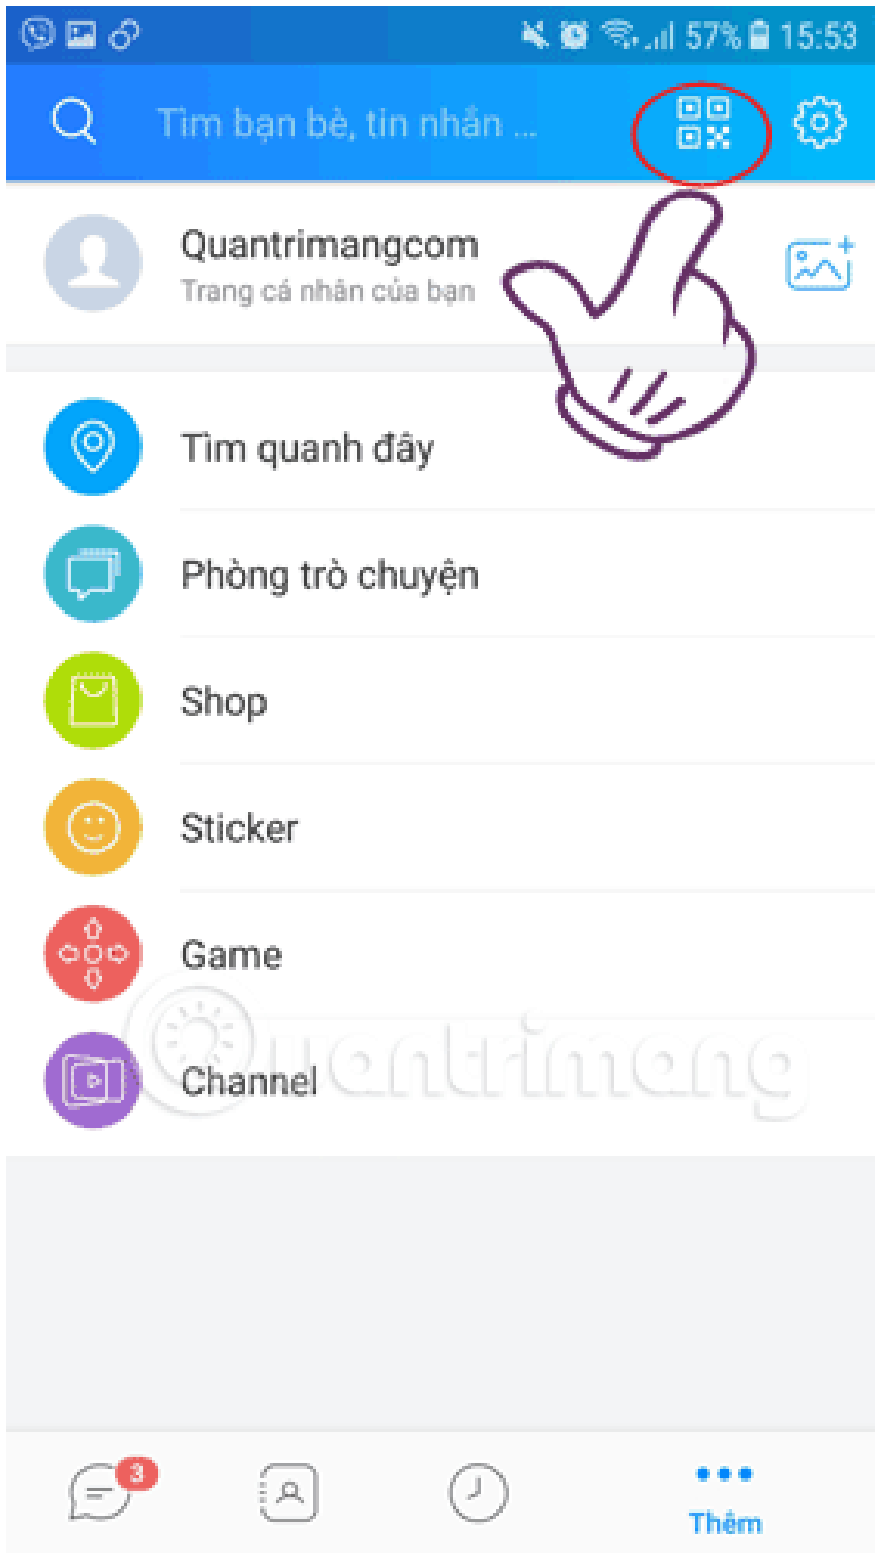 57% 15:53
Tìm bạn bè, tin nhắn ...
Quantrimangcom
Trang cá nhân của bạn
Tìm quanh đây
Phòng trò chuyện
Shop
Sticker
Game
Quantrimang
Channel
3
Thêm